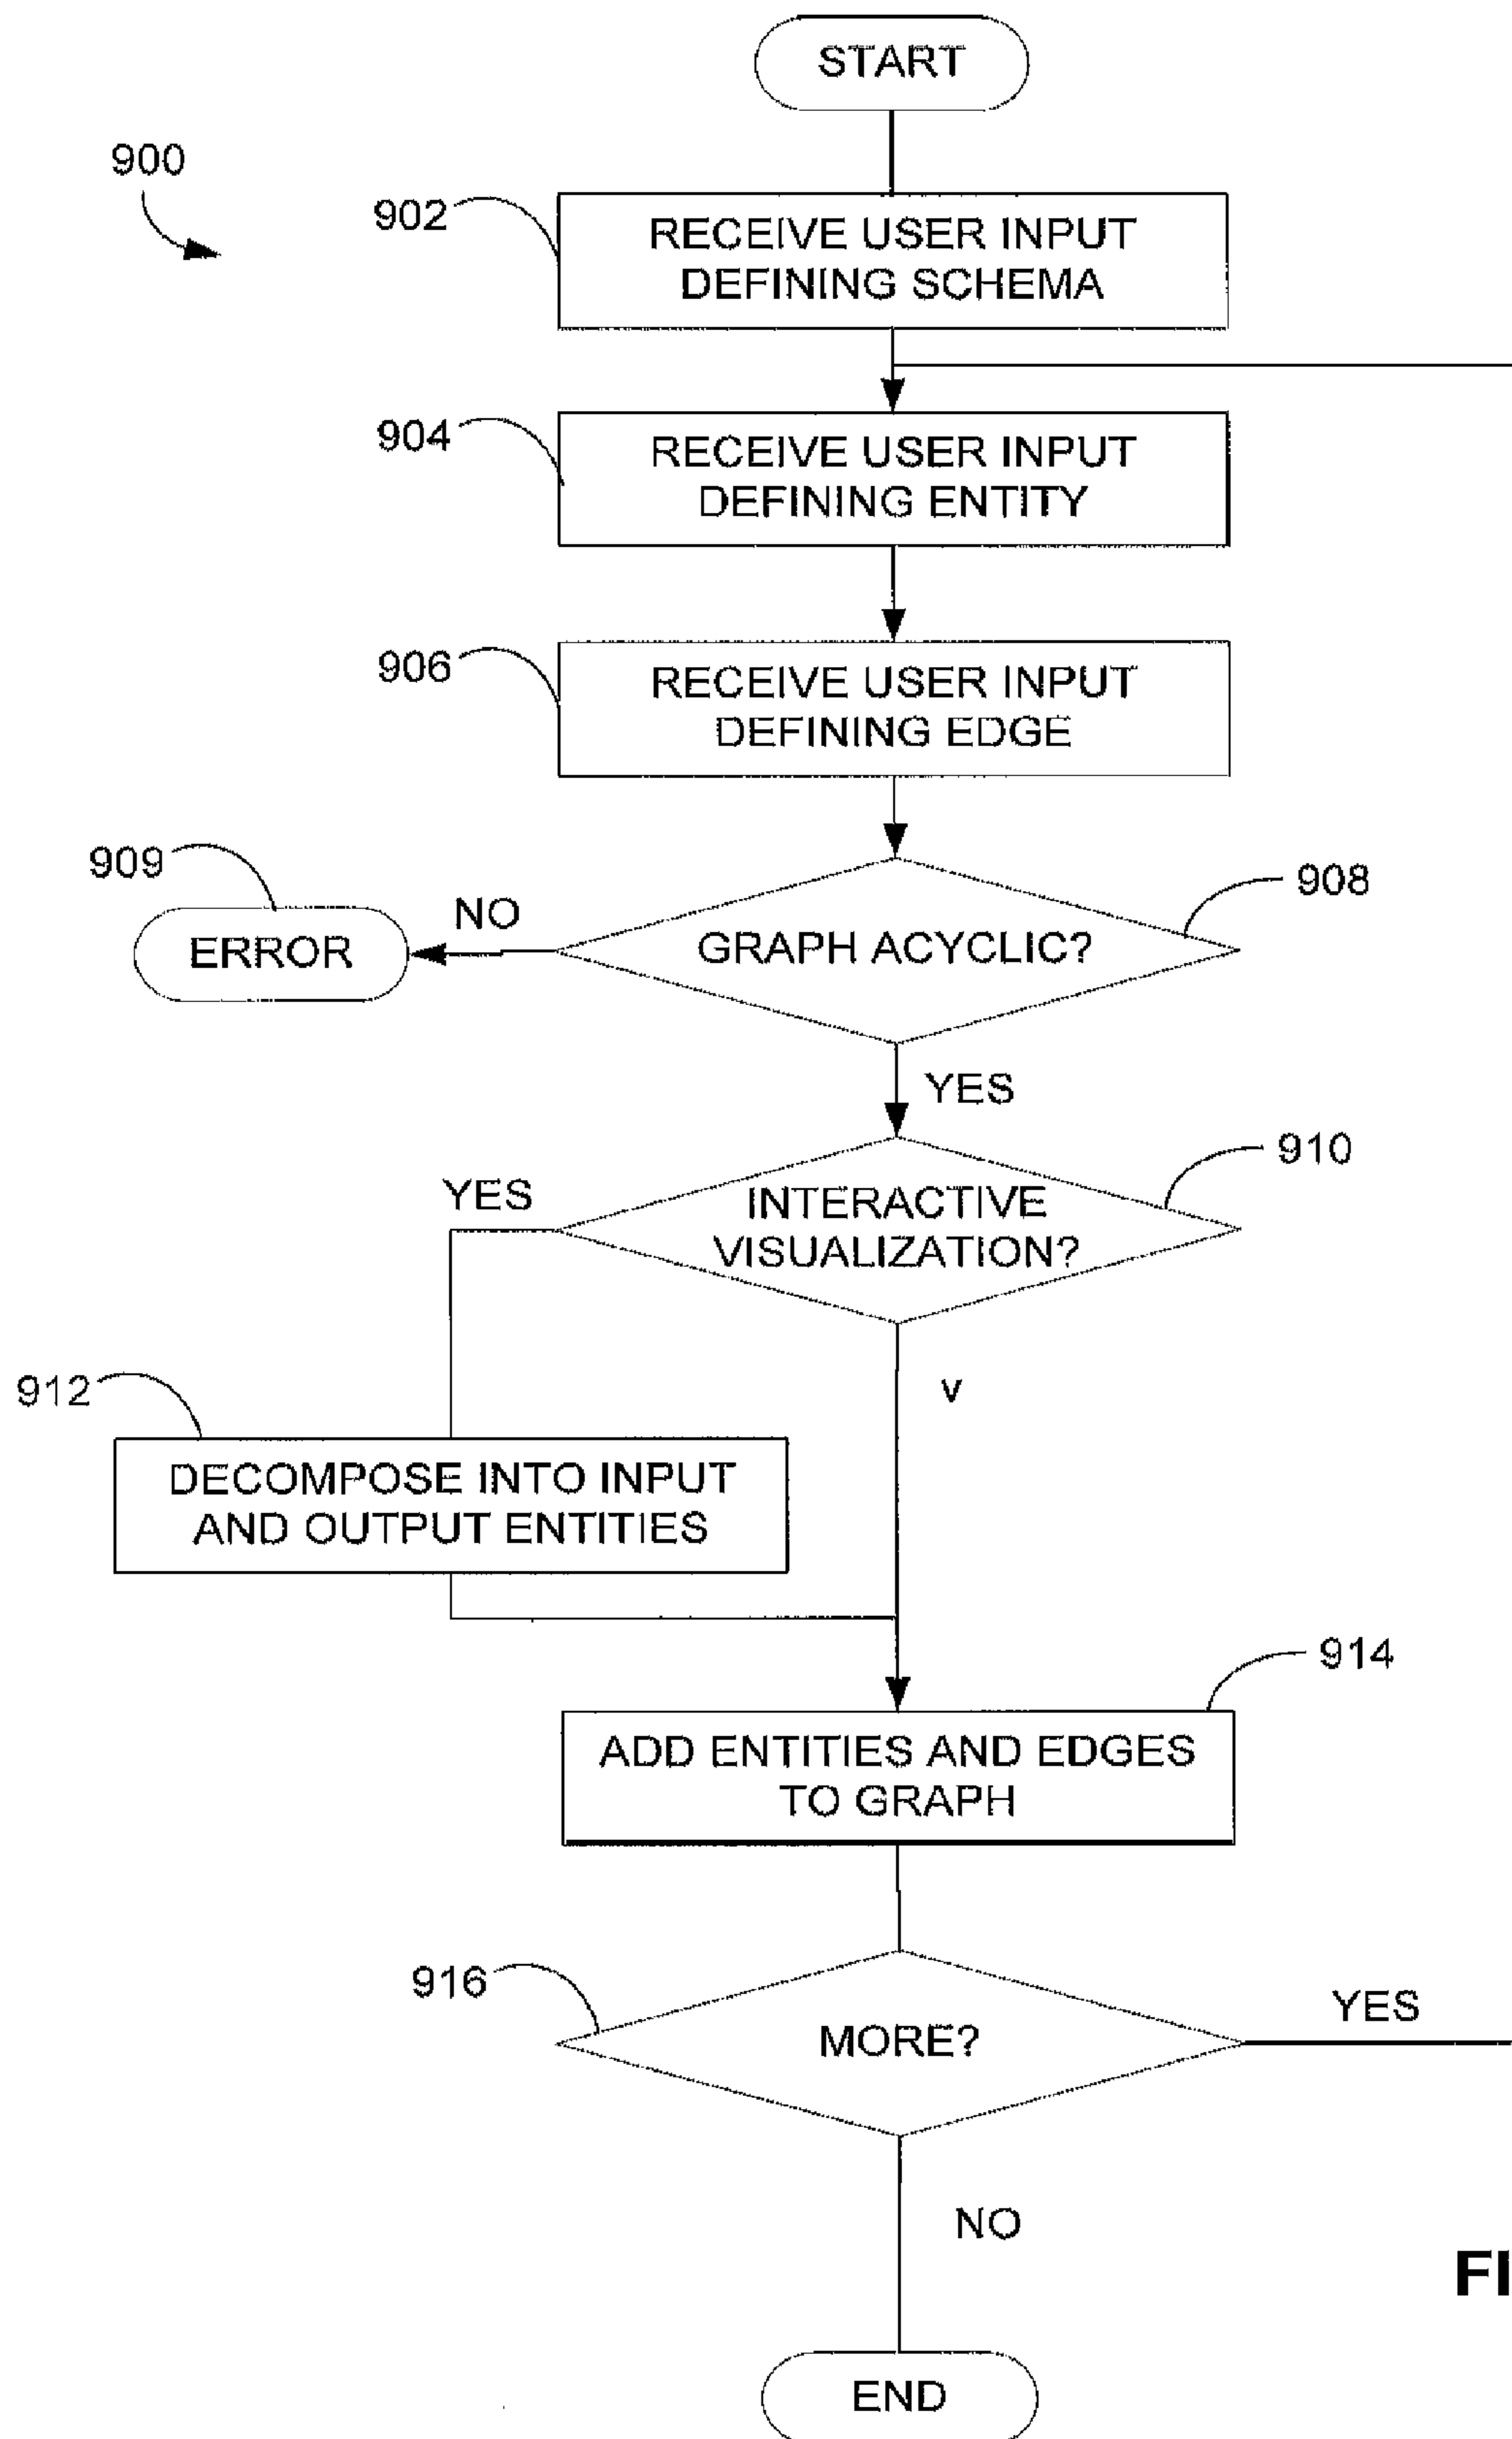 START
900
902
RECEIVE USER INPUT
DEFINING SCHEMA
904
RECEIVE USER INPUT
DEFINING ENTITY
906
RECEIVE USER INPUT
DEFINING EDGE
909
ERROR
NO
GRAPH ACYCLIC?
908
YES
910
YES
INTERACTIVE
VISUALIZATION?
v
912
DECOMPOSE INTO INPUT
AND OUTPUT ENTITIES
914
ADD ENTITIES AND EDGES
TO GRAPH
916
MORE?
YES
NO
FI
END